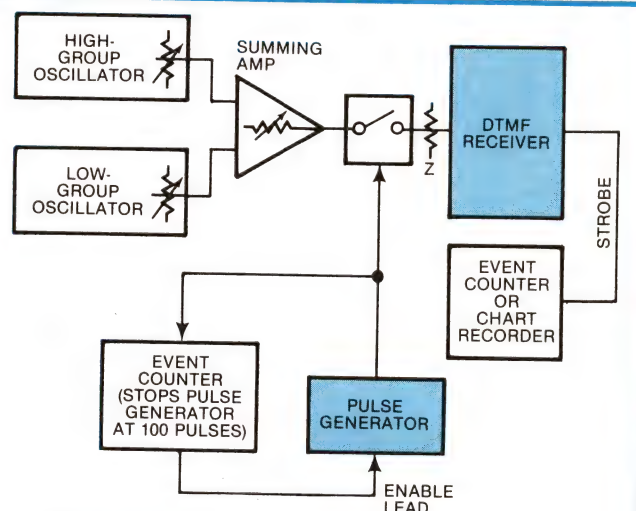 HIGH-
GROUP
OSCILLATOR
SUMMING
AMP
DTMF
RECEIVER
LOW-
GROUP
OSCILLATOR
Z
STROBE
EVENT
COUNTER
OR
CHART
RECORDER
EVENT
COUNTER
(STOPS PULSE
GENERATOR
AT 100 PULSES)
PULSE
GENERATOR
ENABLE
LEAD